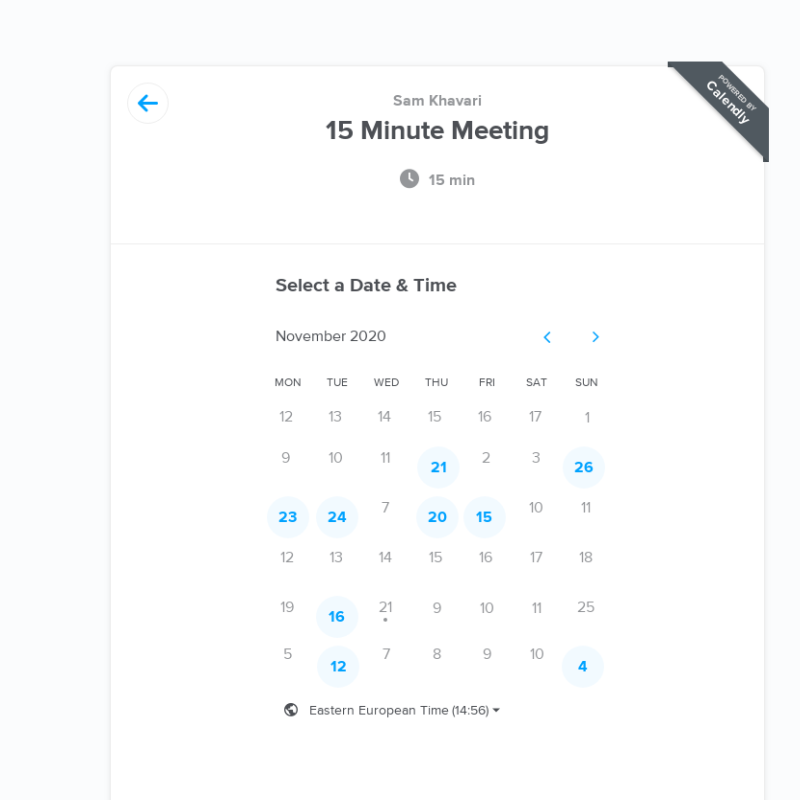 POWERED BY
Calendly
Sam Khavari
15 Minute Meeting
15 min
Select a Date & Time
November 2020
MON TUE WED THU FRI SAT SUN
12 13 14 15 16 17 1
9 10 11 21 2 3 26
23 24 7 20 15 10 11
12 13 14 15 16 17 18
19 16 21 9 10 11 25
5 12 7 8 9 10 4
Eastern European Time (14:56)